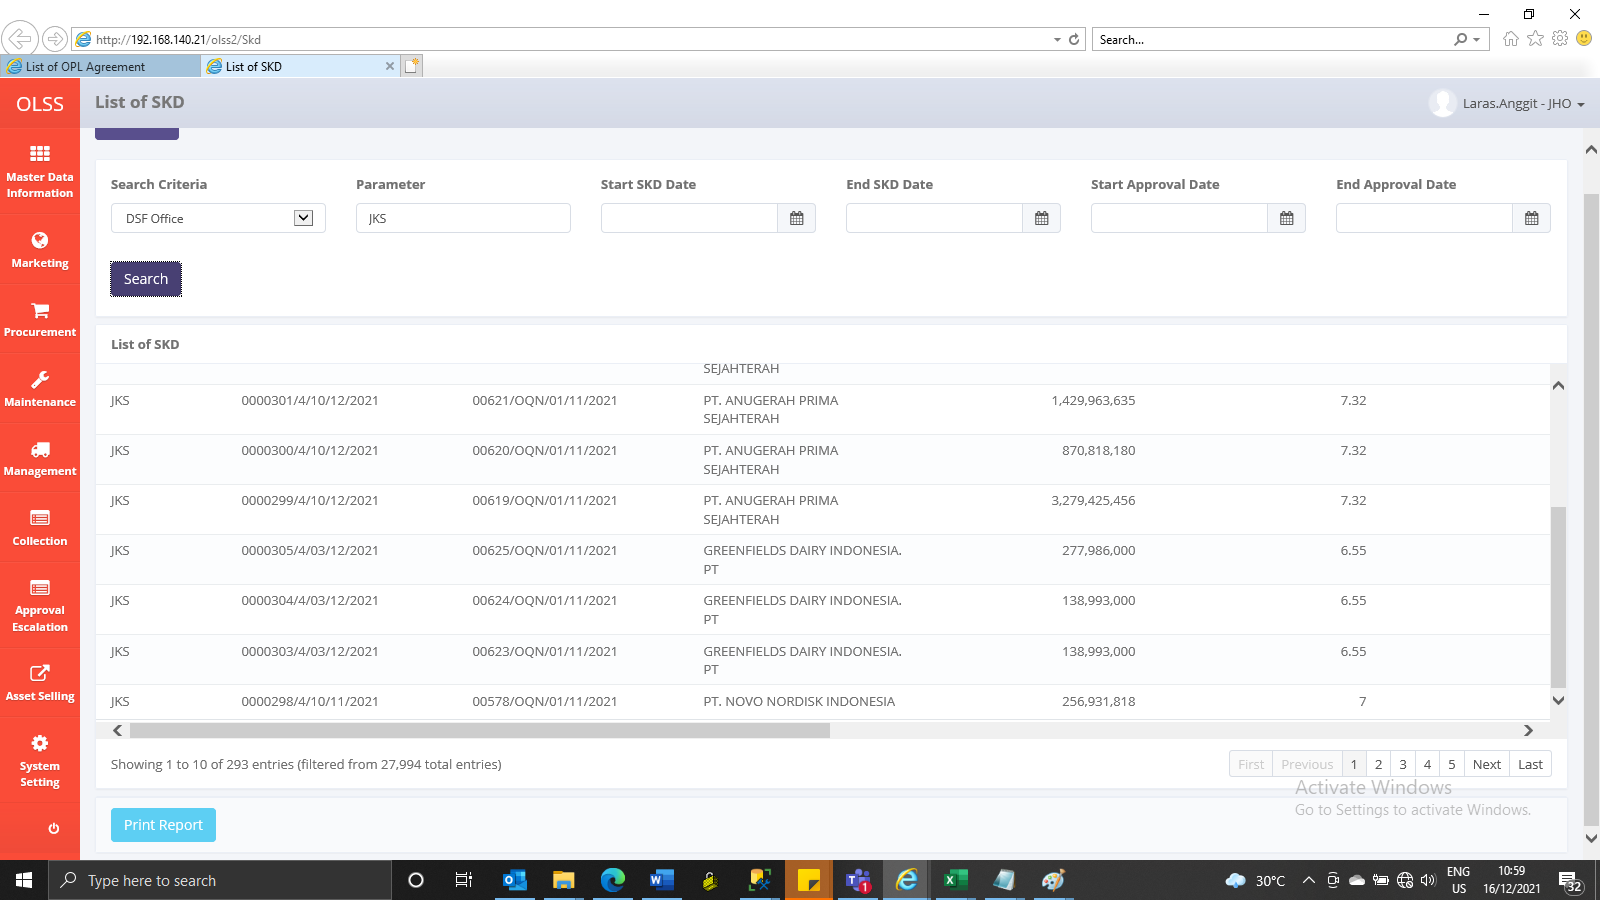 http://192.168.140.21/olss2/Skd
Search...
List of OPL Agreement
List of SKD
OLSS
List of SKD
Laras.Anggit - JHO
Master Data
Information
Marketing
Procurement
Maintenance
Management
Collection
Approval
Escalation
Asset Selling
System
Setting
Search Criteria Parameter Start SKD Date End SKD Date Start Approval Date End Approval Date
DSF Office JKS
Search
List of SKD
SEJAHTERAH
JKS 0000301/4/10/12/2021 00621/OQN/01/11/2021 PT. ANUGERAH PRIMA 1,429,963,635 7.32
SEJAHTERAH
JKS 0000300/4/10/12/2021 00620/OQN/01/11/2021 PT. ANUGERAH PRIMA 870,818,180 7.32
SEJAHTERAH
JKS 0000299/4/10/12/2021 00619/OQN/01/11/2021 PT. ANUGERAH PRIMA 3,279,425,456 7.32
SEJAHTERAH
JKS 0000305/4/03/12/2021 00625/OQN/01/11/2021 GREENFIELDS DAIRY INDONESIA. 277,986,000 6.55
PT
JKS 0000304/4/03/12/2021 00624/OQN/01/11/2021 GREENFIELDS DAIRY INDONESIA. 138,993,000 6.55
PT
JKS 0000303/4/03/12/2021 00623/OQN/01/11/2021 GREENFIELDS DAIRY INDONESIA. 138,993,000 6.55
PT
JKS 0000298/4/10/11/2021 00578/OQN/01/11/2021 PT. NOVO NORDISK INDONESIA 256,931,818 7
Showing 1 to 10 of 293 entries (filtered from 27,994 total entries)
First Previous 1 2 3 4 5 Next Last
Activate Windows
Go to Settings to activate Windows.
Print Report
Type here to search
30°C
ENG
US
10:59
16/12/2021
32
1